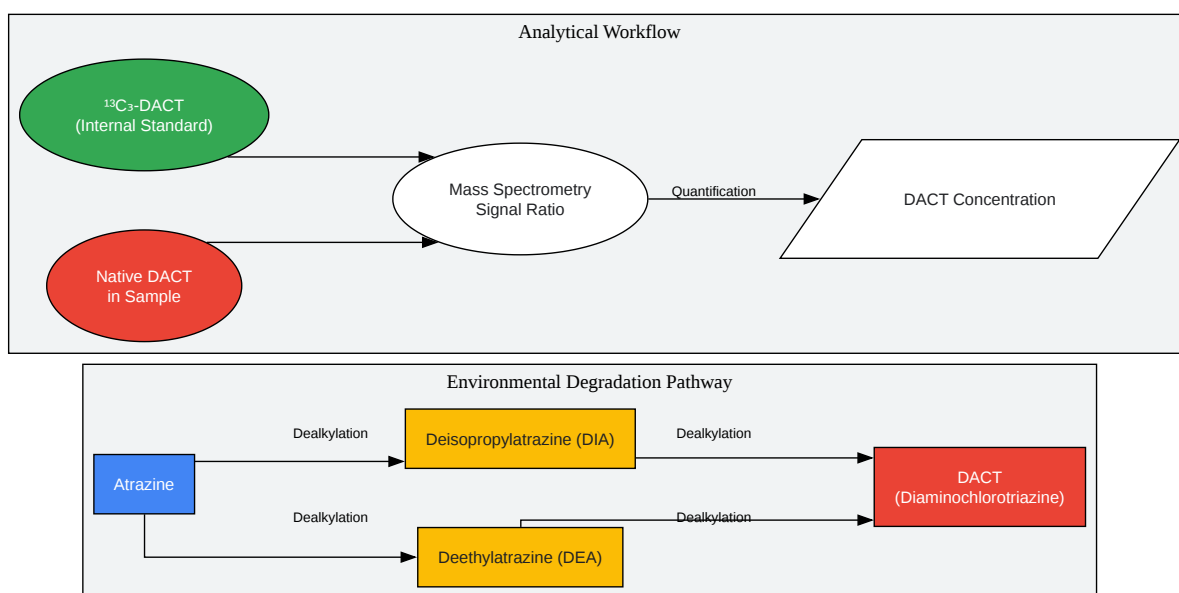 Analytical Workflow
¹³C₃-DACT
(Internal Standard)
Mass Spectrometry
Signal Ratio
Quantification
DACT Concentration
Native DACT
in Sample
Environmental Degradation Pathway
Dealkylation
Deisopropylatrazine (DIA)
Dealkylation
Atrazine
DACT
(Diaminochlorotriazine)
Dealkylation
Deethylatrazine (DEA)
Dealkylation